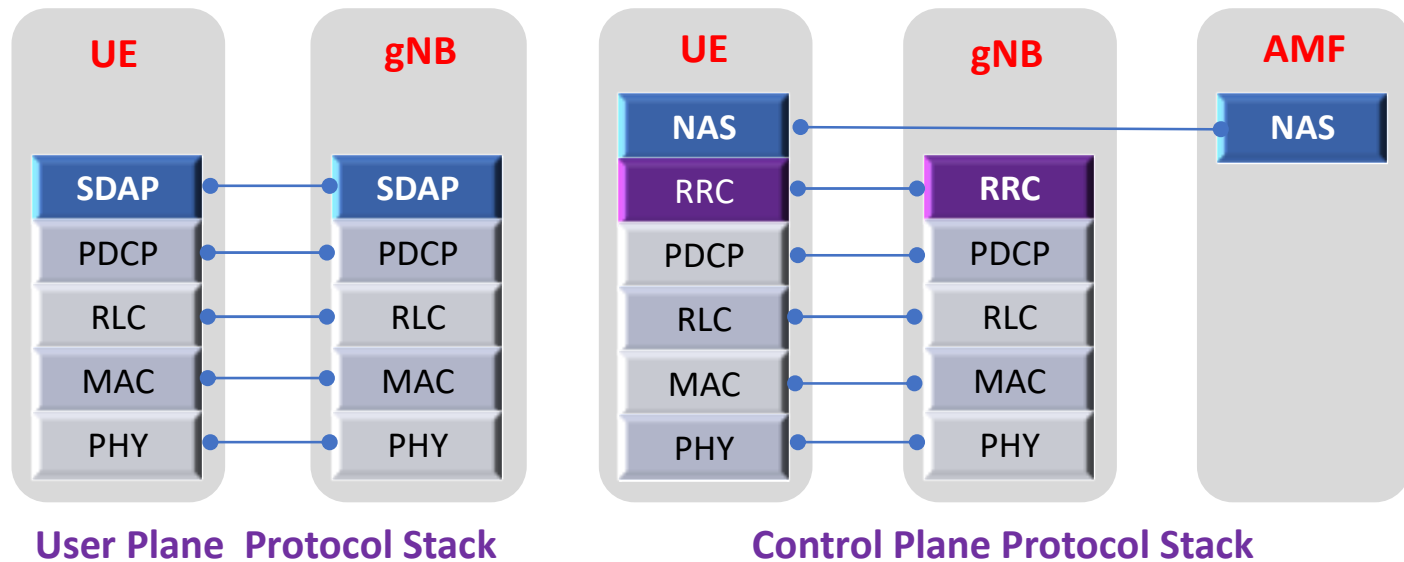 UE
gNB
SDAP
SDAP
PDCP
PDCP
RLC
RLC
MAC
MAC
PHY
PHY
User Plane Protocol Stack
UE
gNB
AMF
NAS
NAS
RRC
RRC
PDCP
PDCP
RLC
RLC
MAC
MAC
PHY
PHY
Control Plane Protocol Stack